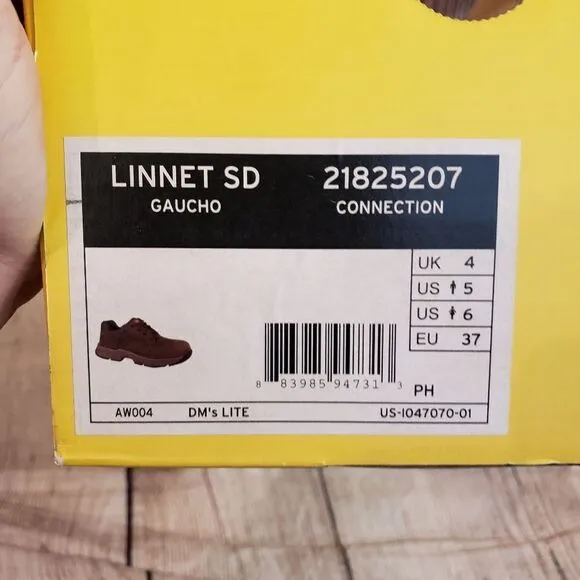 LINNET SD 21825207
GAUCHO CONNECTION
UK 4
US 5
US 6
EU 37
8 83985 94731 3
PH
AW004 DM's LITE US-1047070-01